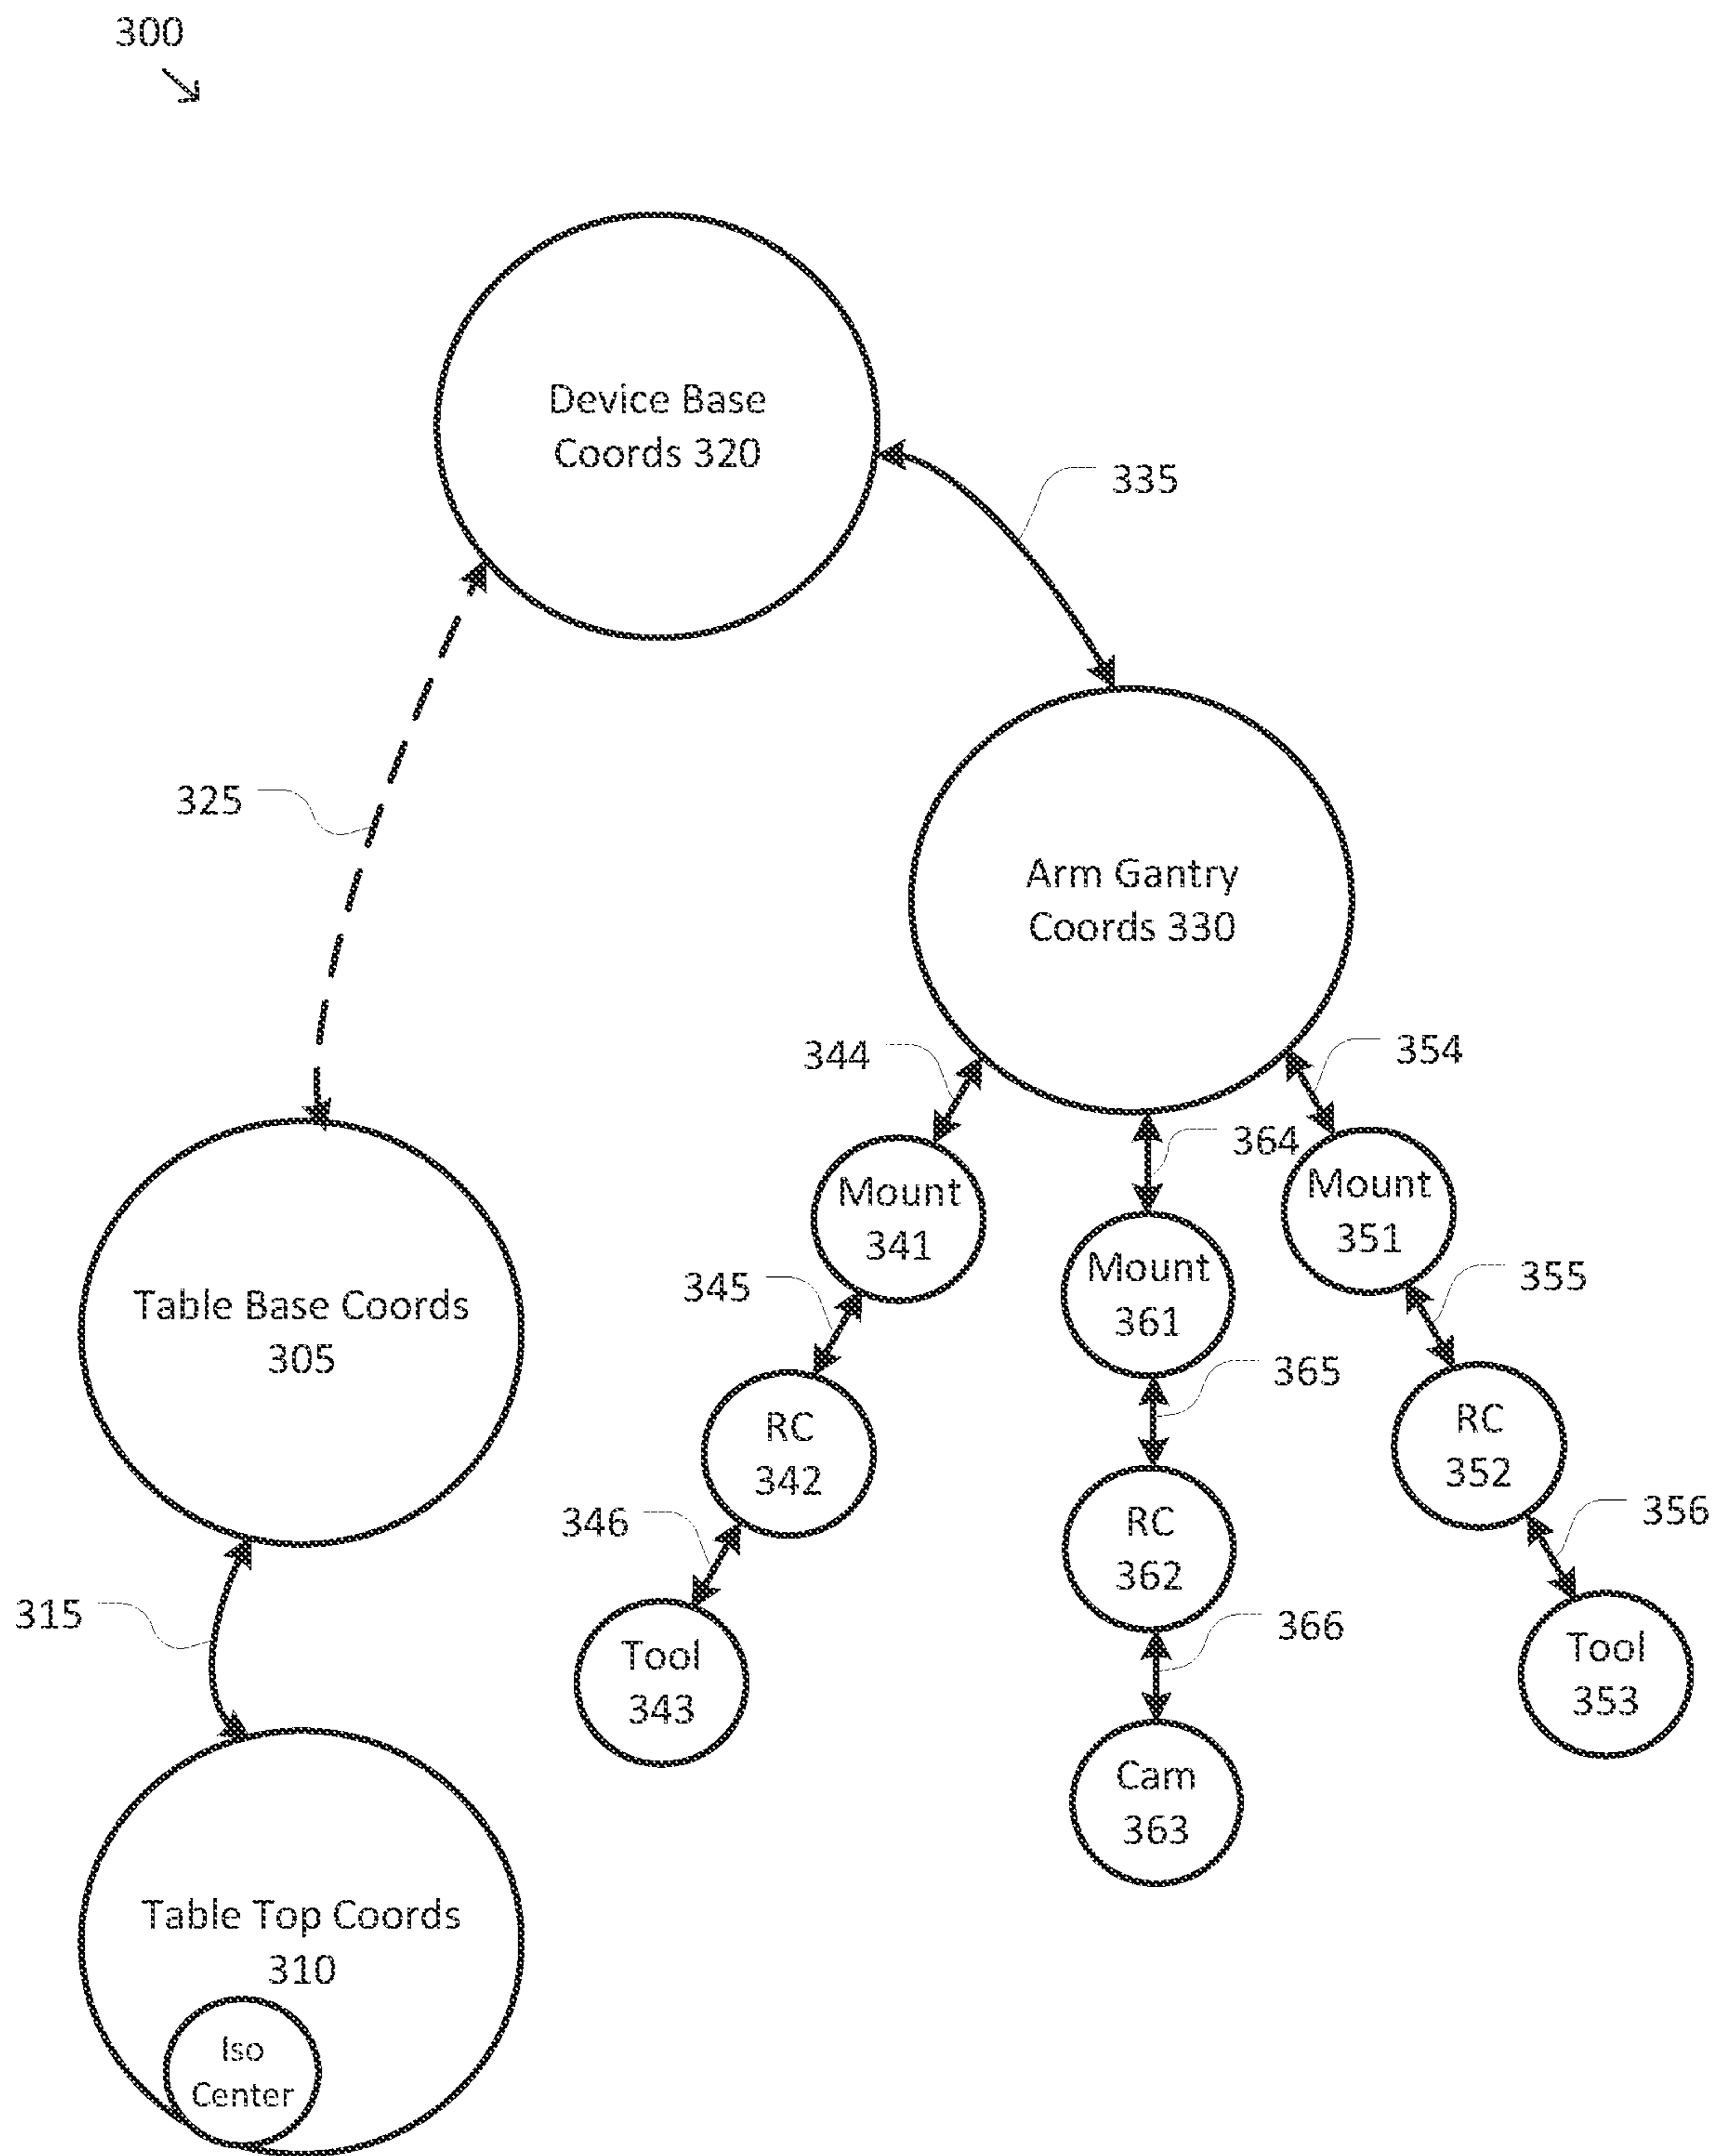 300
Device Base
Coords 320
335
325
Arm Gantry
Coords 330
344
354
364
Mount
341
Mount
361
Mount
351
345
355
Table Base Coords
305
365
RC
342
RC
362
RC
352
346
356
315
366
Tool
343
Cam
363
Tool
353
Table Top Coords
310
Iso
Center